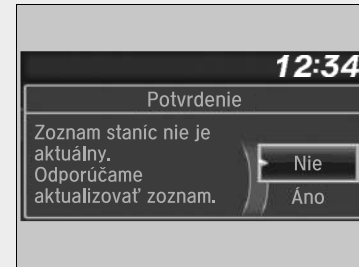 12:34
Potvrdenie
Zoznam staníc nie je
aktuálny.
Odporúčame
aktualizovať zoznam.
Nie
Áno